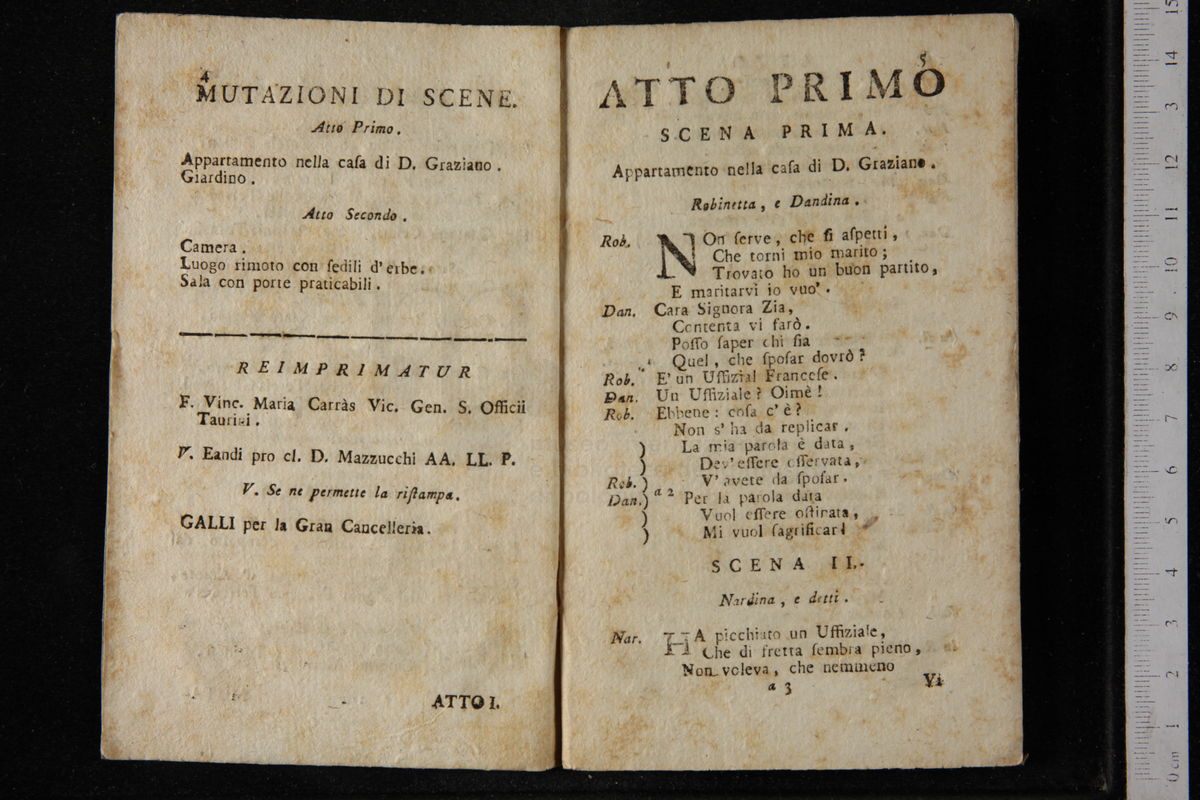 4
MUTAZIONI DI SCENE.
Atto Primo.
Appartamento nella caſa di D. Graziano.
Giardino.
Atto Secondo.
Camera.
Luogo rimoto con ſedili d'erbe.
Sala con porte praticabili.
REIMPRIMATUR
F. Vinc. Maria Carràs Vic. Gen. S. Officii
Taurini.
V. Eandi pro cl. D. Mazzucchi AA. LL. P.
V. Se ne permette la riſtampa.
GALLI per la Gran Cancelleria.
ATTO I.
5
ATTO PRIMO
SCENA PRIMA.
Appartamento nella caſa di D. Graziano.
Robinetta, e Dandina.
Rob. NOn ſerve, che ſi aſpetti,
Che torni mio marito;
Trovato ho un buon partito,
E maritarvi io vuo'.
Dan. Cara Signora Zia,
Contenta vi farò.
Poſſo ſaper chi ſia
Quel, che ſpoſar dovrò?
Rob. E' un Uffizial Franceſe.
Dan. Un Uffiziale? Oimè!
Rob. Ebbene: coſa c'è?
Non s'ha da replicar.
) La mia parola è data,
) Dev'eſſere oſſervata,
Rob. ) V'avete da ſpoſar.
Dan. ) a 2 Per la parola data
) Vuol eſſere oſtinata,
) Mi vuol ſagrificar!
SCENA II.
Nardina, e detti.
Nar. HA picchiato un Uffiziale,
Che di fretta ſembra pieno,
Non voleva, che nemmeno
a 3 Vi